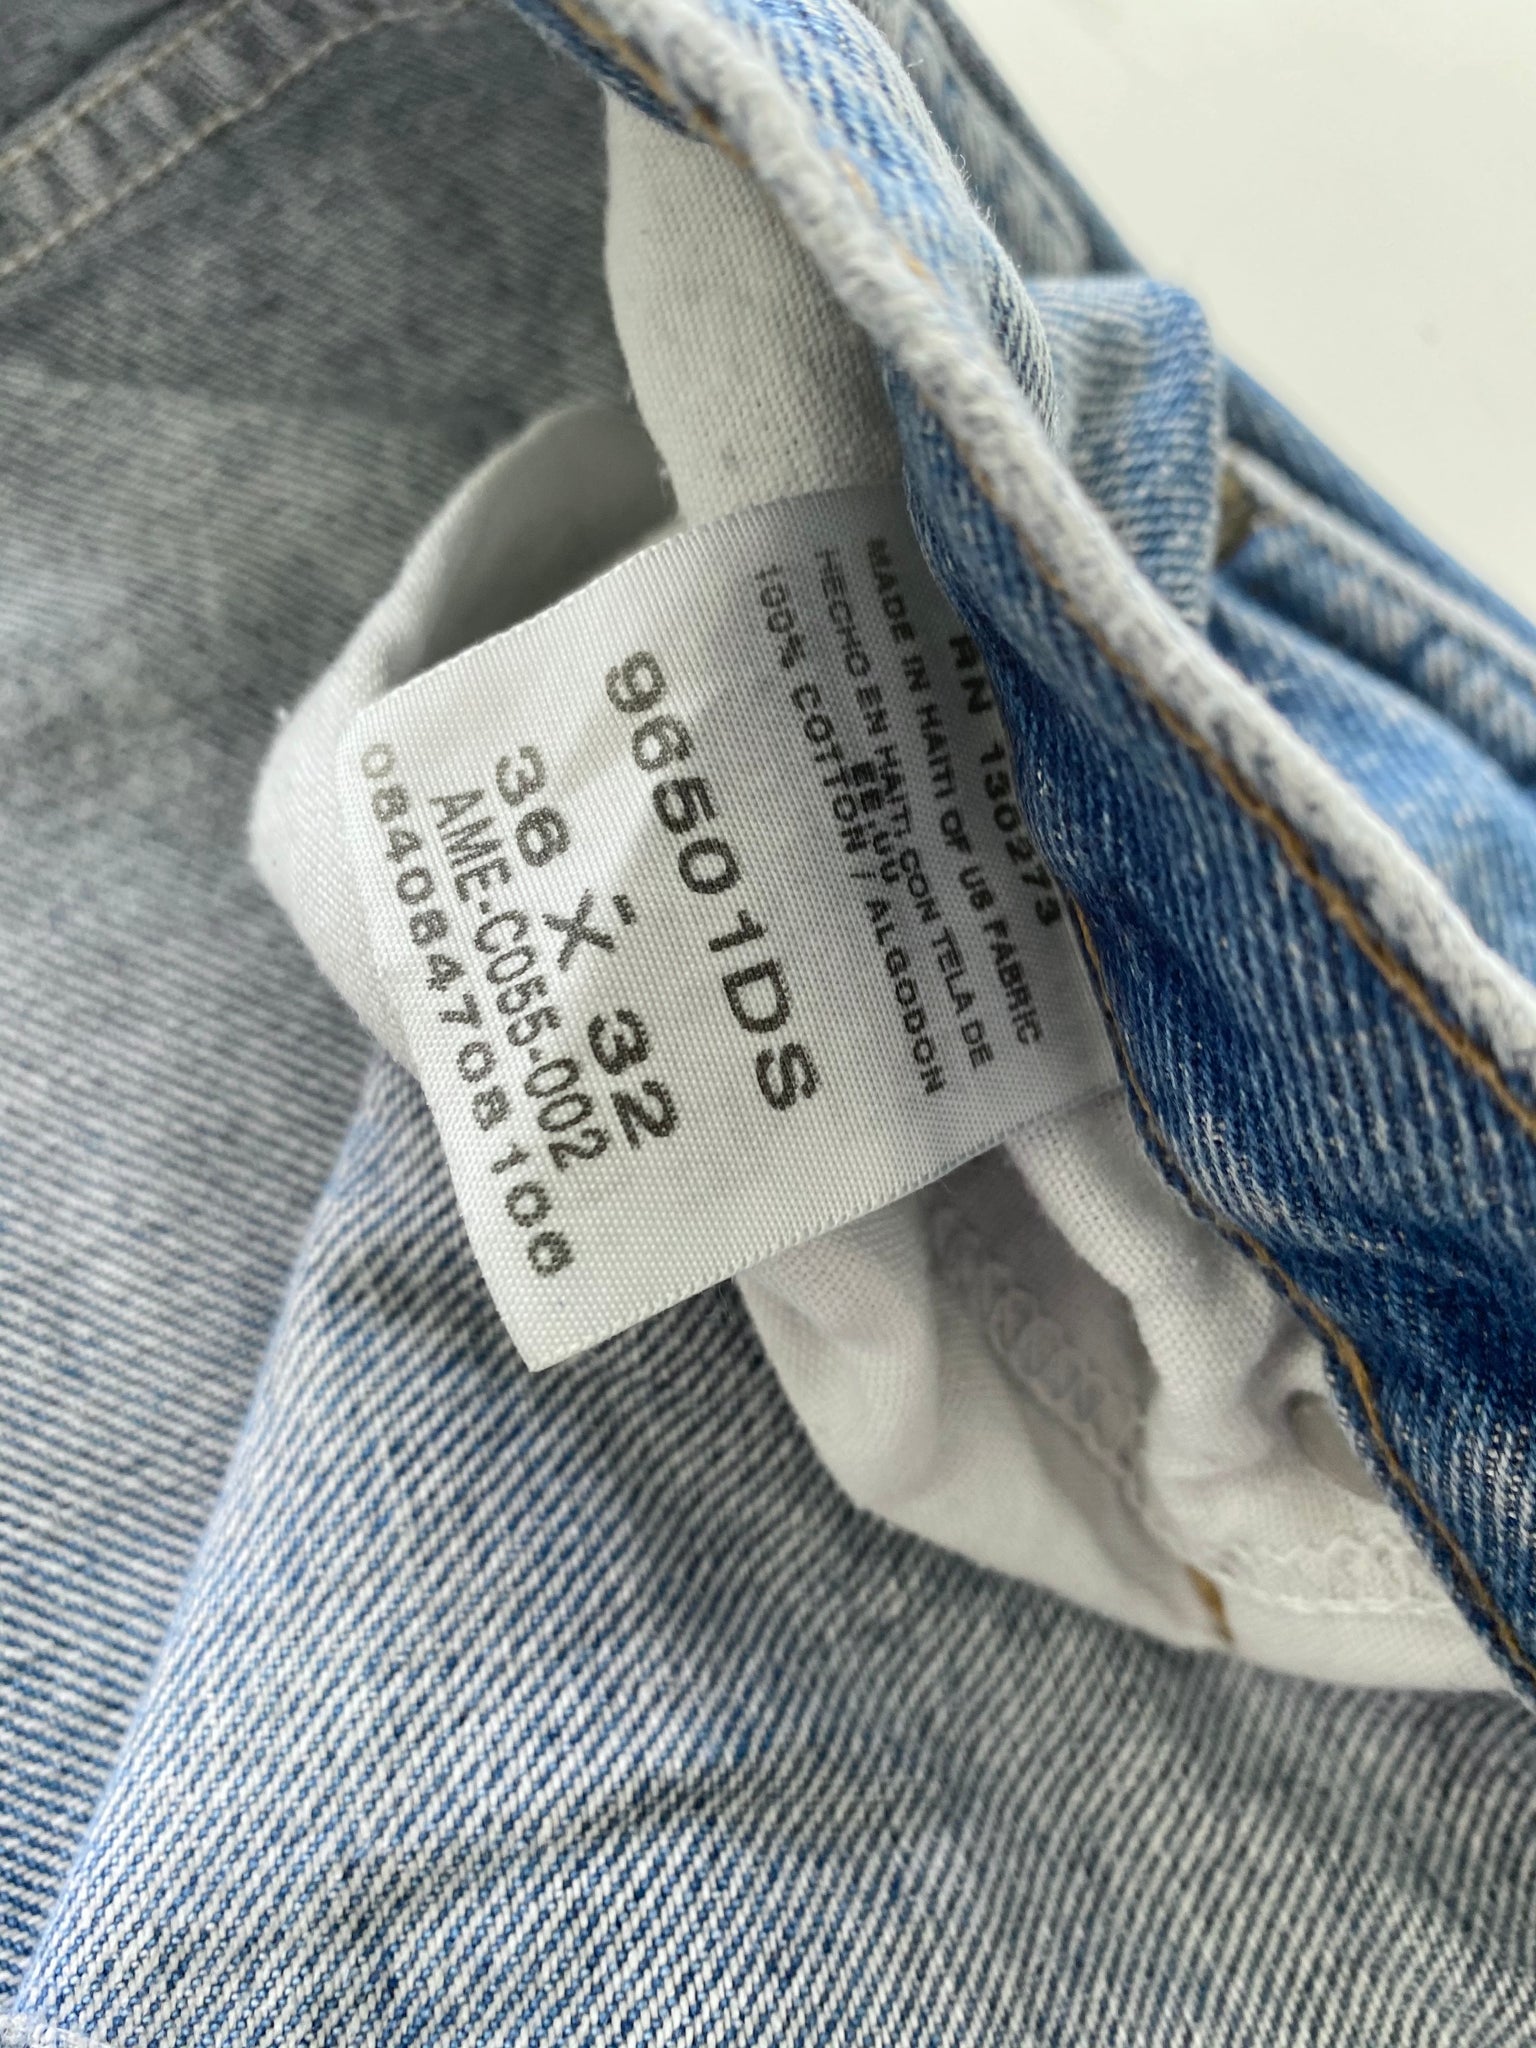 RN 130273
MADE IN HAITI OF US FABRIC
HECHO EN HAITI CON TELA DE
EE.UU
100% COTTON / ALGODON
96501DS
36 X 32
AME-C055-002
084084708106